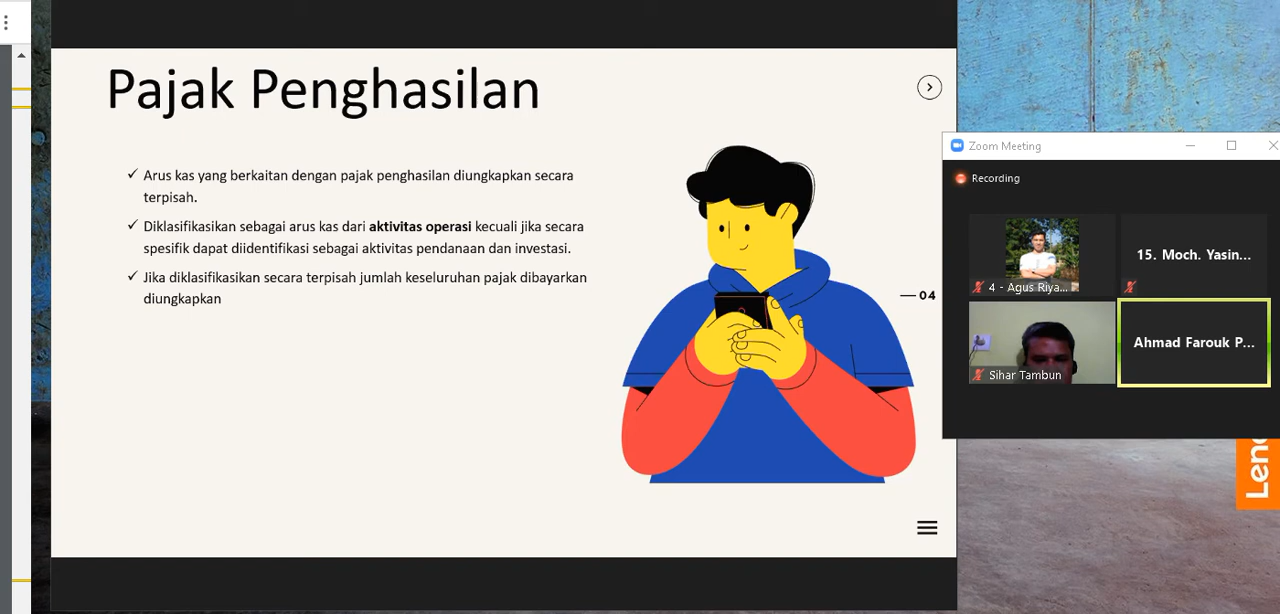 Pajak Penghasilan
✓ Arus kas yang berkaitan dengan pajak penghasilan diungkapkan secara
terpisah.
✓ Diklasifikasikan sebagai arus kas dari aktivitas operasi kecuali jika secara
spesifik dapat diidentifikasi sebagai aktivitas pendanaan dan investasi.
✓ Jika diklasifikasikan secara terpisah jumlah keseluruhan pajak dibayarkan
diungkapkan
04
Zoom Meeting
Recording
4 - Agus Riya...
15. Moch. Yasin...
Sihar Tambun
Ahmad Farouk P...
Leno